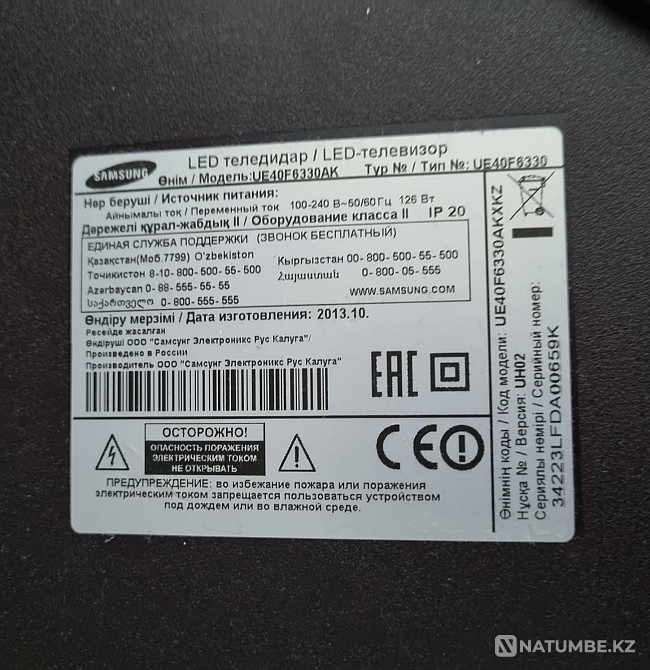 SAMSUNG
LED теледидар / LED-телевизор
Өнім / Модель:UE40F6330AK Тур № / Тип №: UE40F6330
Нәр беруші / Источник питания:
Айнымалы ток / Переменный ток 100-240 В~50/60 Гц 126 Вт
Дәрежелі құрал-жабдық II / Оборудование класса II IP 20
ЕДИНАЯ СЛУЖБА ПОДДЕРЖКИ (ЗВОНОК БЕСПЛАТНЫЙ)
Қазақстан(Моб.7799) O'zbekiston
Точикистон 8-10-800-500-55-500
Azərbaycan 0-88-555-55-55
საქართველო 0-800-555-555
Кыргызстан 00-800-500-55-500
Հայաստան 0-800-05-555
WWW.SAMSUNG.COM
Өндіру мерзімі / Дата изготовления: 2013.10.
Ресейде жасалған
Өндіруші ООО "Самсунг Электроникс Рус Калуга"/
Произведено в России
Производитель ООО "Самсунг Электроникс Рус Калуга"
EAC
ОСТОРОЖНО!
ОПАСНОСТЬ ПОРАЖЕНИЯ
ЭЛЕКТРИЧЕСКИМ ТОКОМ
НЕ ОТКРЫВАТЬ
CE
ПРЕДУПРЕЖДЕНИЕ: во избежание пожара или поражения
электрическим током запрещается пользоваться устройством
под дождем или во влажной среде.
Өнімнің коды / Код модели: UE40F6330AKXKZ
Нұсқа № / Версия: UH02
Сериялы нөмірі / Серийный номер:
34223LFDA00659K
NATUMBE.KZ